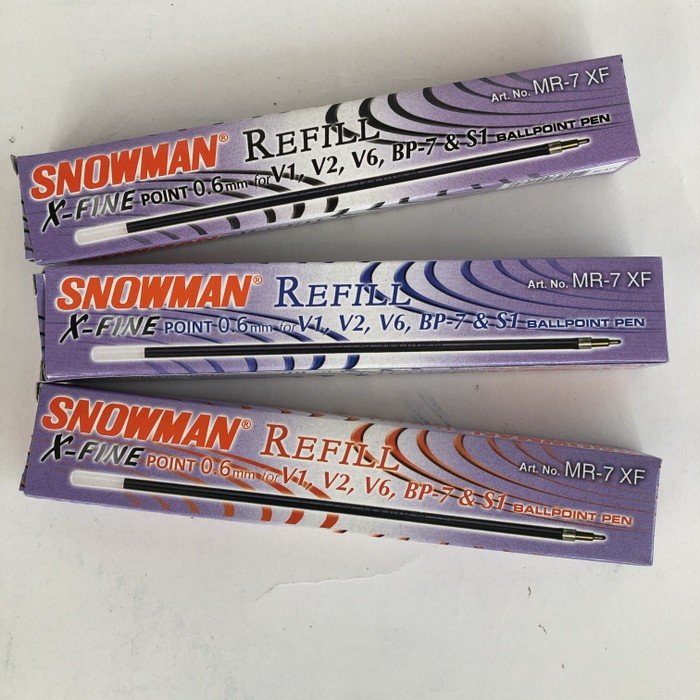 SNOWMAN® REFILL Art. No. MR-7 XF
X-FINE POINT 0.6mm for V1, V2, V6, BP-7 & S1 BALLPOINT PEN
SNOWMAN® REFILL Art. No. MR-7 XF
X-FINE POINT 0.6mm for V1, V2, V6, BP-7 & S1 BALLPOINT PEN
SNOWMAN® REFILL Art. No. MR-7 XF
X-FINE POINT 0.6mm for V1, V2, V6, BP-7 & S1 BALLPOINT PEN